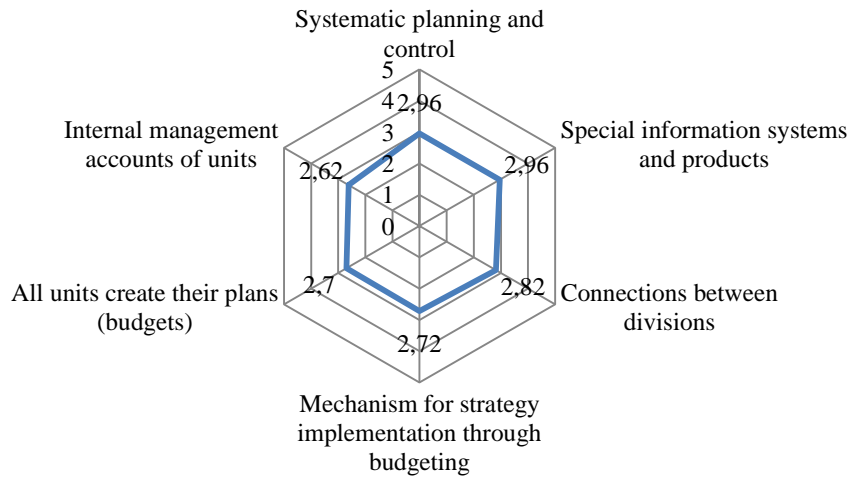 Systematic planning and
control
5
4
2,96
3
2
1
0
Special information systems
and products
2,96
Connections between
divisions
2,82
Mechanism for strategy
implementation through
budgeting
2,72
All units create their plans
(budgets)
2,7
Internal management
accounts of units
2,62